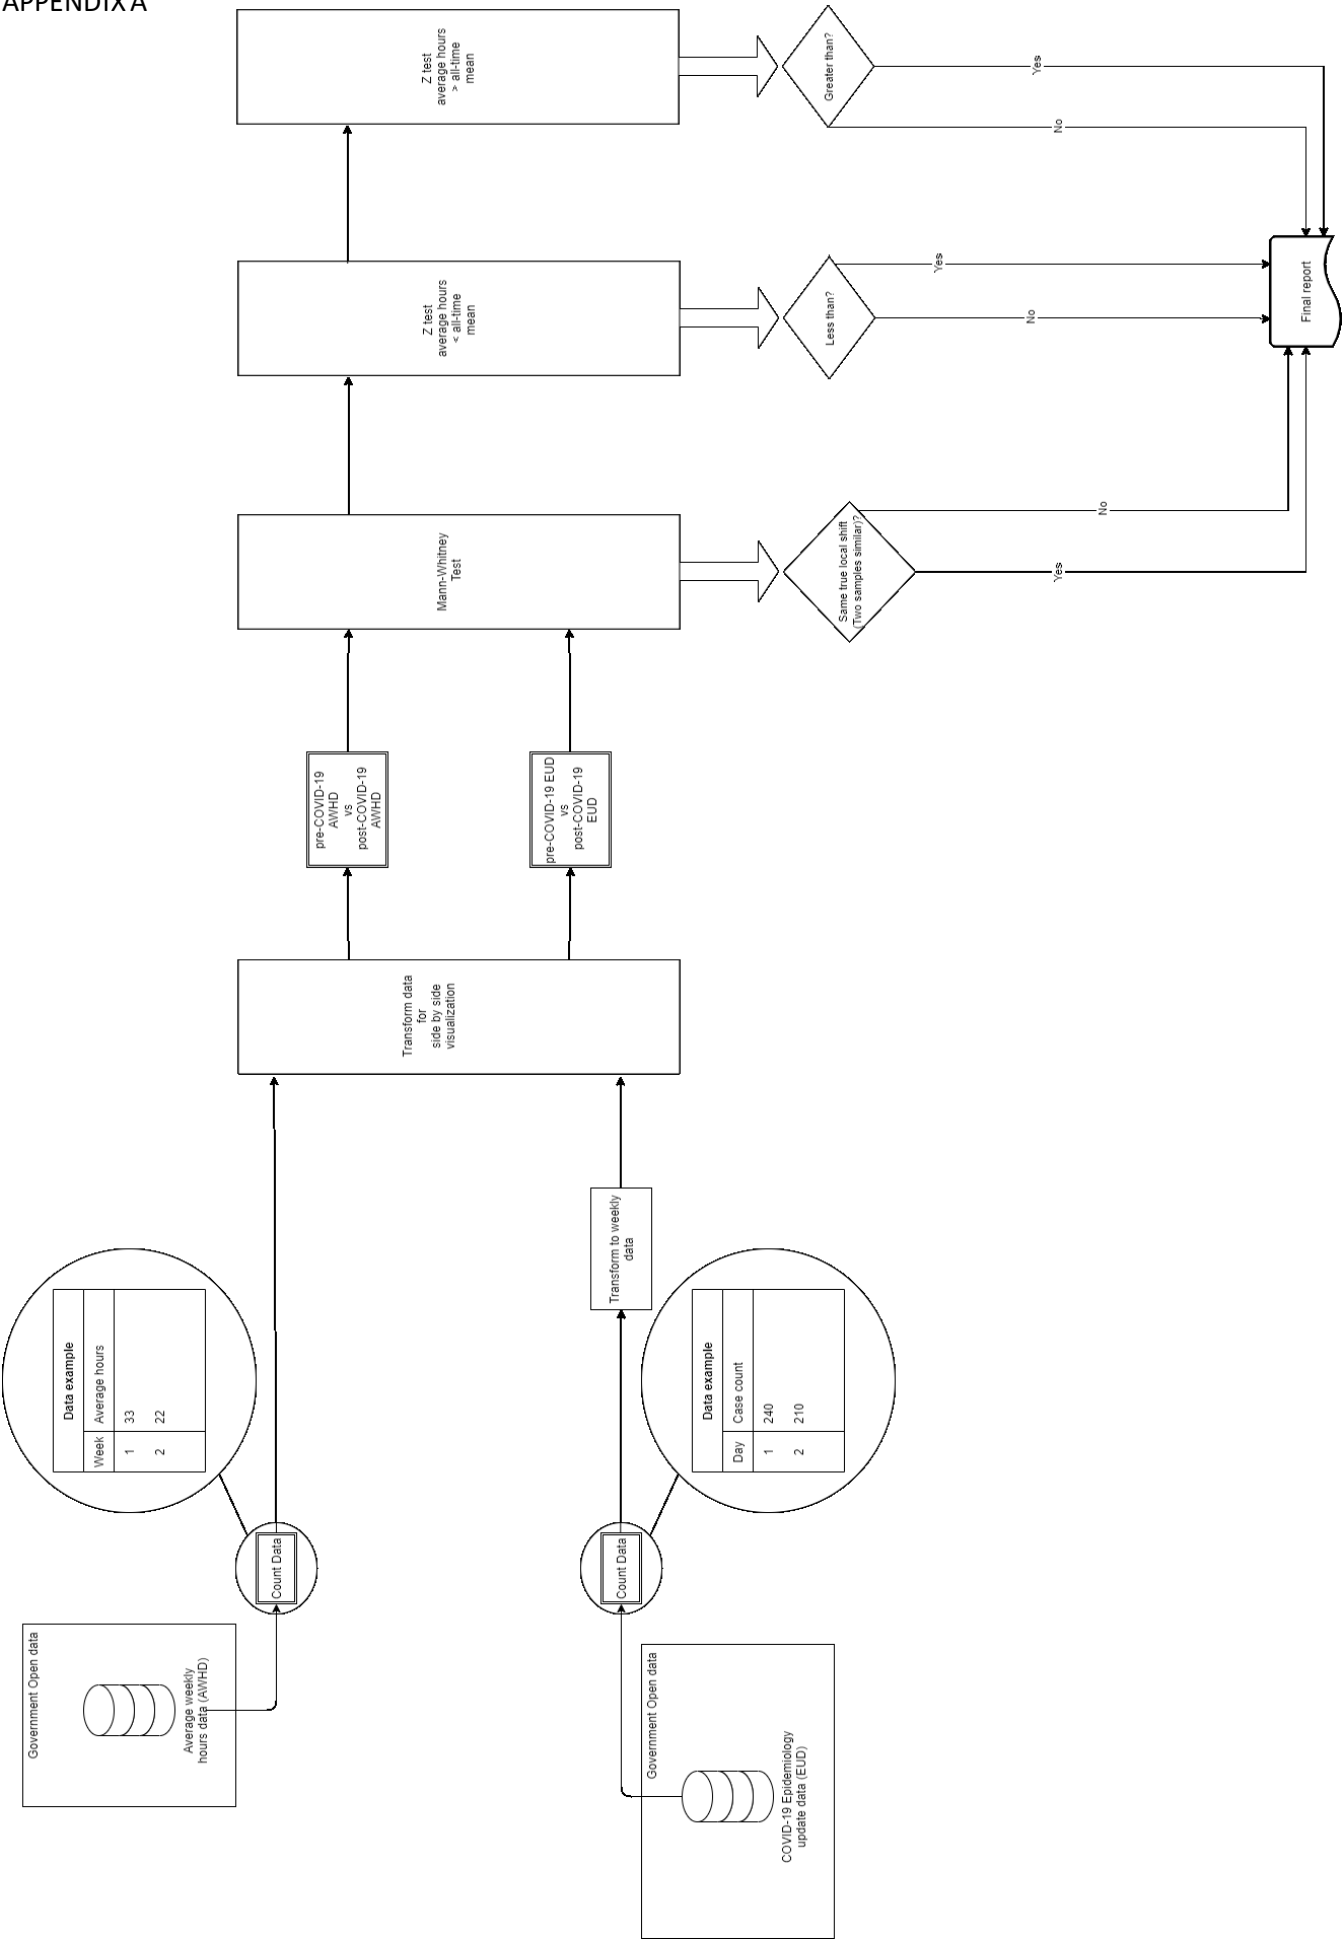 APPENDIX A
Government Open data
Average weekly
hours data (AWHD)
Count Data
Data example
Week
Average hours
1
33
2
22
Government Open data
COVID-19 Epidemiology
update data (EUD)
Count Data
Data example
Day
Case count
1
240
2
210
Transform to weekly
data
Transform data
for
side by side
visualization
pre-COVID-19
AWHD
vs
post-COVID-19
AWHD
pre-COVID-19 EUD
vs
post-COVID-19
EUD
Mann-Whitney
Test
Same true local shift
(Two samples similar)?
No
Yes
Z test
average hours
< all-time
mean
Less than?
Yes
No
Z test
average hours
> all-time
mean
Greater than?
Yes
No
Final report